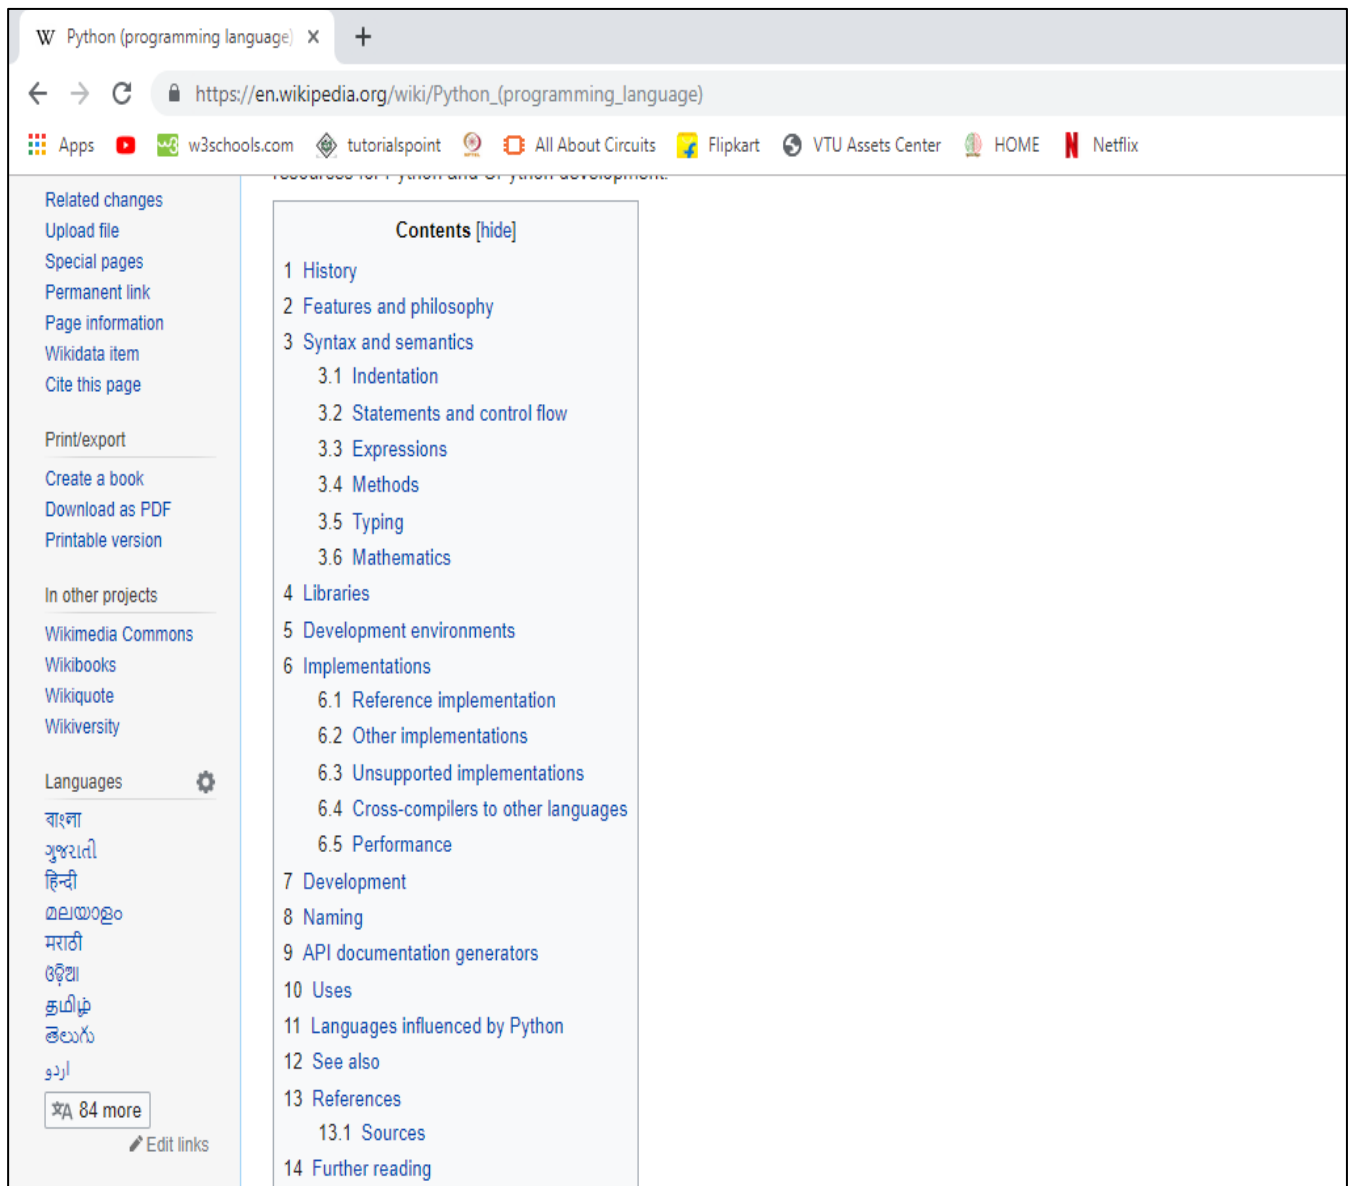 W Python (programming language)
https://en.wikipedia.org/wiki/Python_(programming_language)
Apps w3schools.com tutorialspoint All About Circuits Flipkart VTU Assets Center HOME Netflix
resources for Python and CPython development.
Related changes
Upload file
Special pages
Permanent link
Page information
Wikidata item
Cite this page
Print/export
Create a book
Download as PDF
Printable version
In other projects
Wikimedia Commons
Wikibooks
Wikiquote
Wikiversity
Languages
বাংলা
ગુજરાતી
हिन्दी
മലയാളം
मराठी
ଓଡ଼ିଆ
தமிழ்
తెలుగు
اردو
84 more
Edit links
Contents [hide]
1 History
2 Features and philosophy
3 Syntax and semantics
3.1 Indentation
3.2 Statements and control flow
3.3 Expressions
3.4 Methods
3.5 Typing
3.6 Mathematics
4 Libraries
5 Development environments
6 Implementations
6.1 Reference implementation
6.2 Other implementations
6.3 Unsupported implementations
6.4 Cross-compilers to other languages
6.5 Performance
7 Development
8 Naming
9 API documentation generators
10 Uses
11 Languages influenced by Python
12 See also
13 References
13.1 Sources
14 Further reading